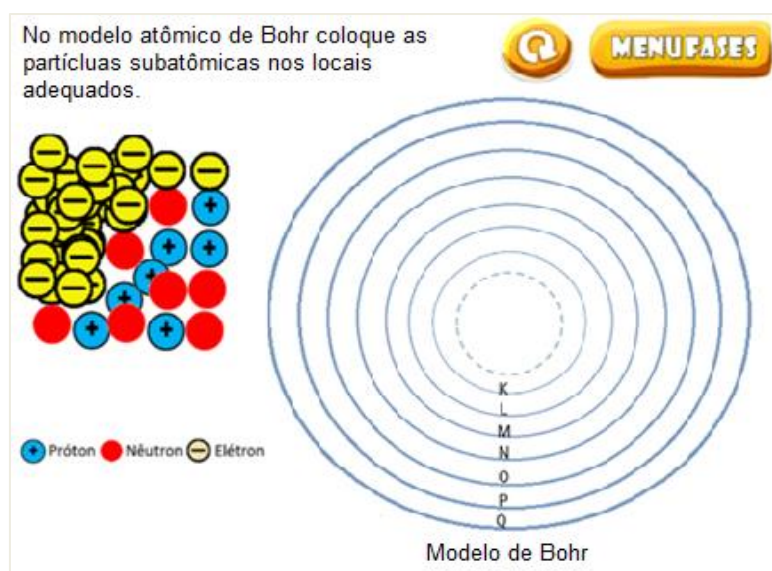 No modelo atômico de Bohr coloque as
partícluas subatômicas nos locais
adequados.
MENU FASES
Próton Nêutron Elétron
K
L
M
N
O
P
Q
Modelo de Bohr